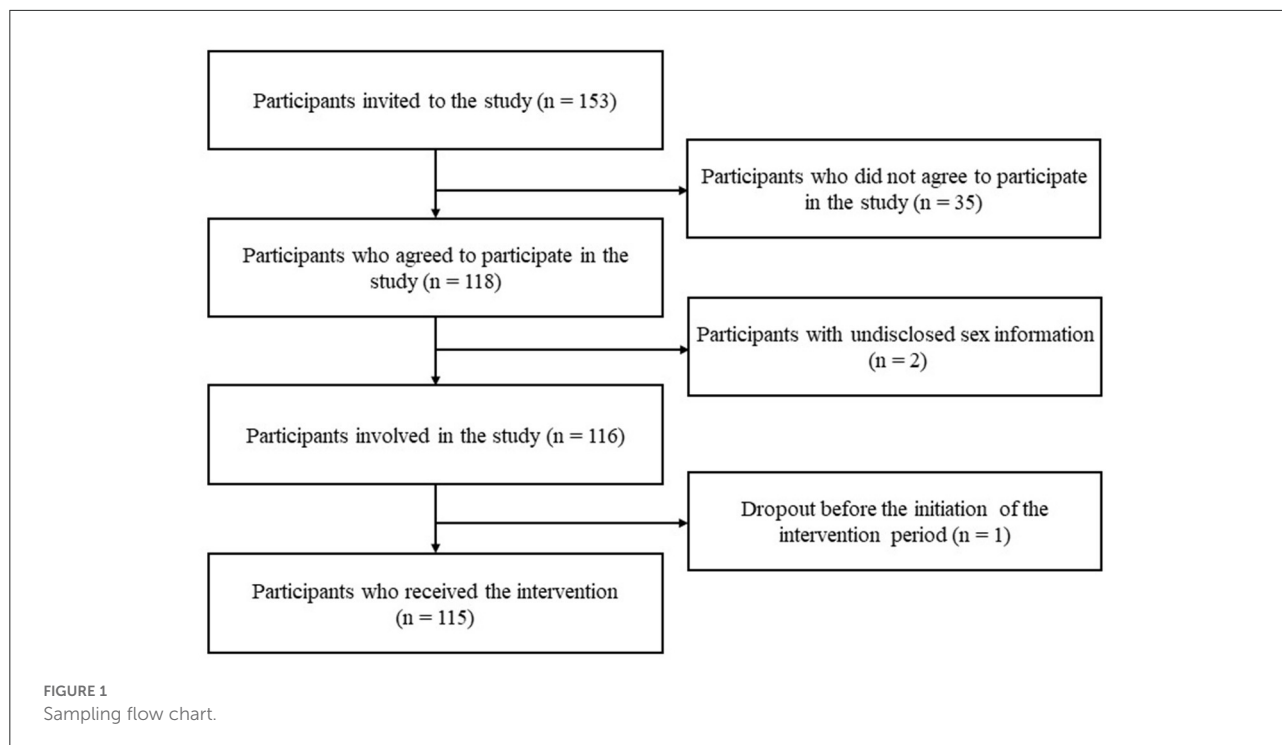 Participants invited to the study (n = 153)
Participants who did not agree to participate
in the study (n = 35)
Participants who agreed to participate in the
study (n = 118)
Participants with undisclosed sex information
(n = 2)
Participants involved in the study (n = 116)
Dropout before the initiation of the
intervention period (n = 1)
Participants who received the intervention
(n = 115)
FIGURE 1
Sampling flow chart.